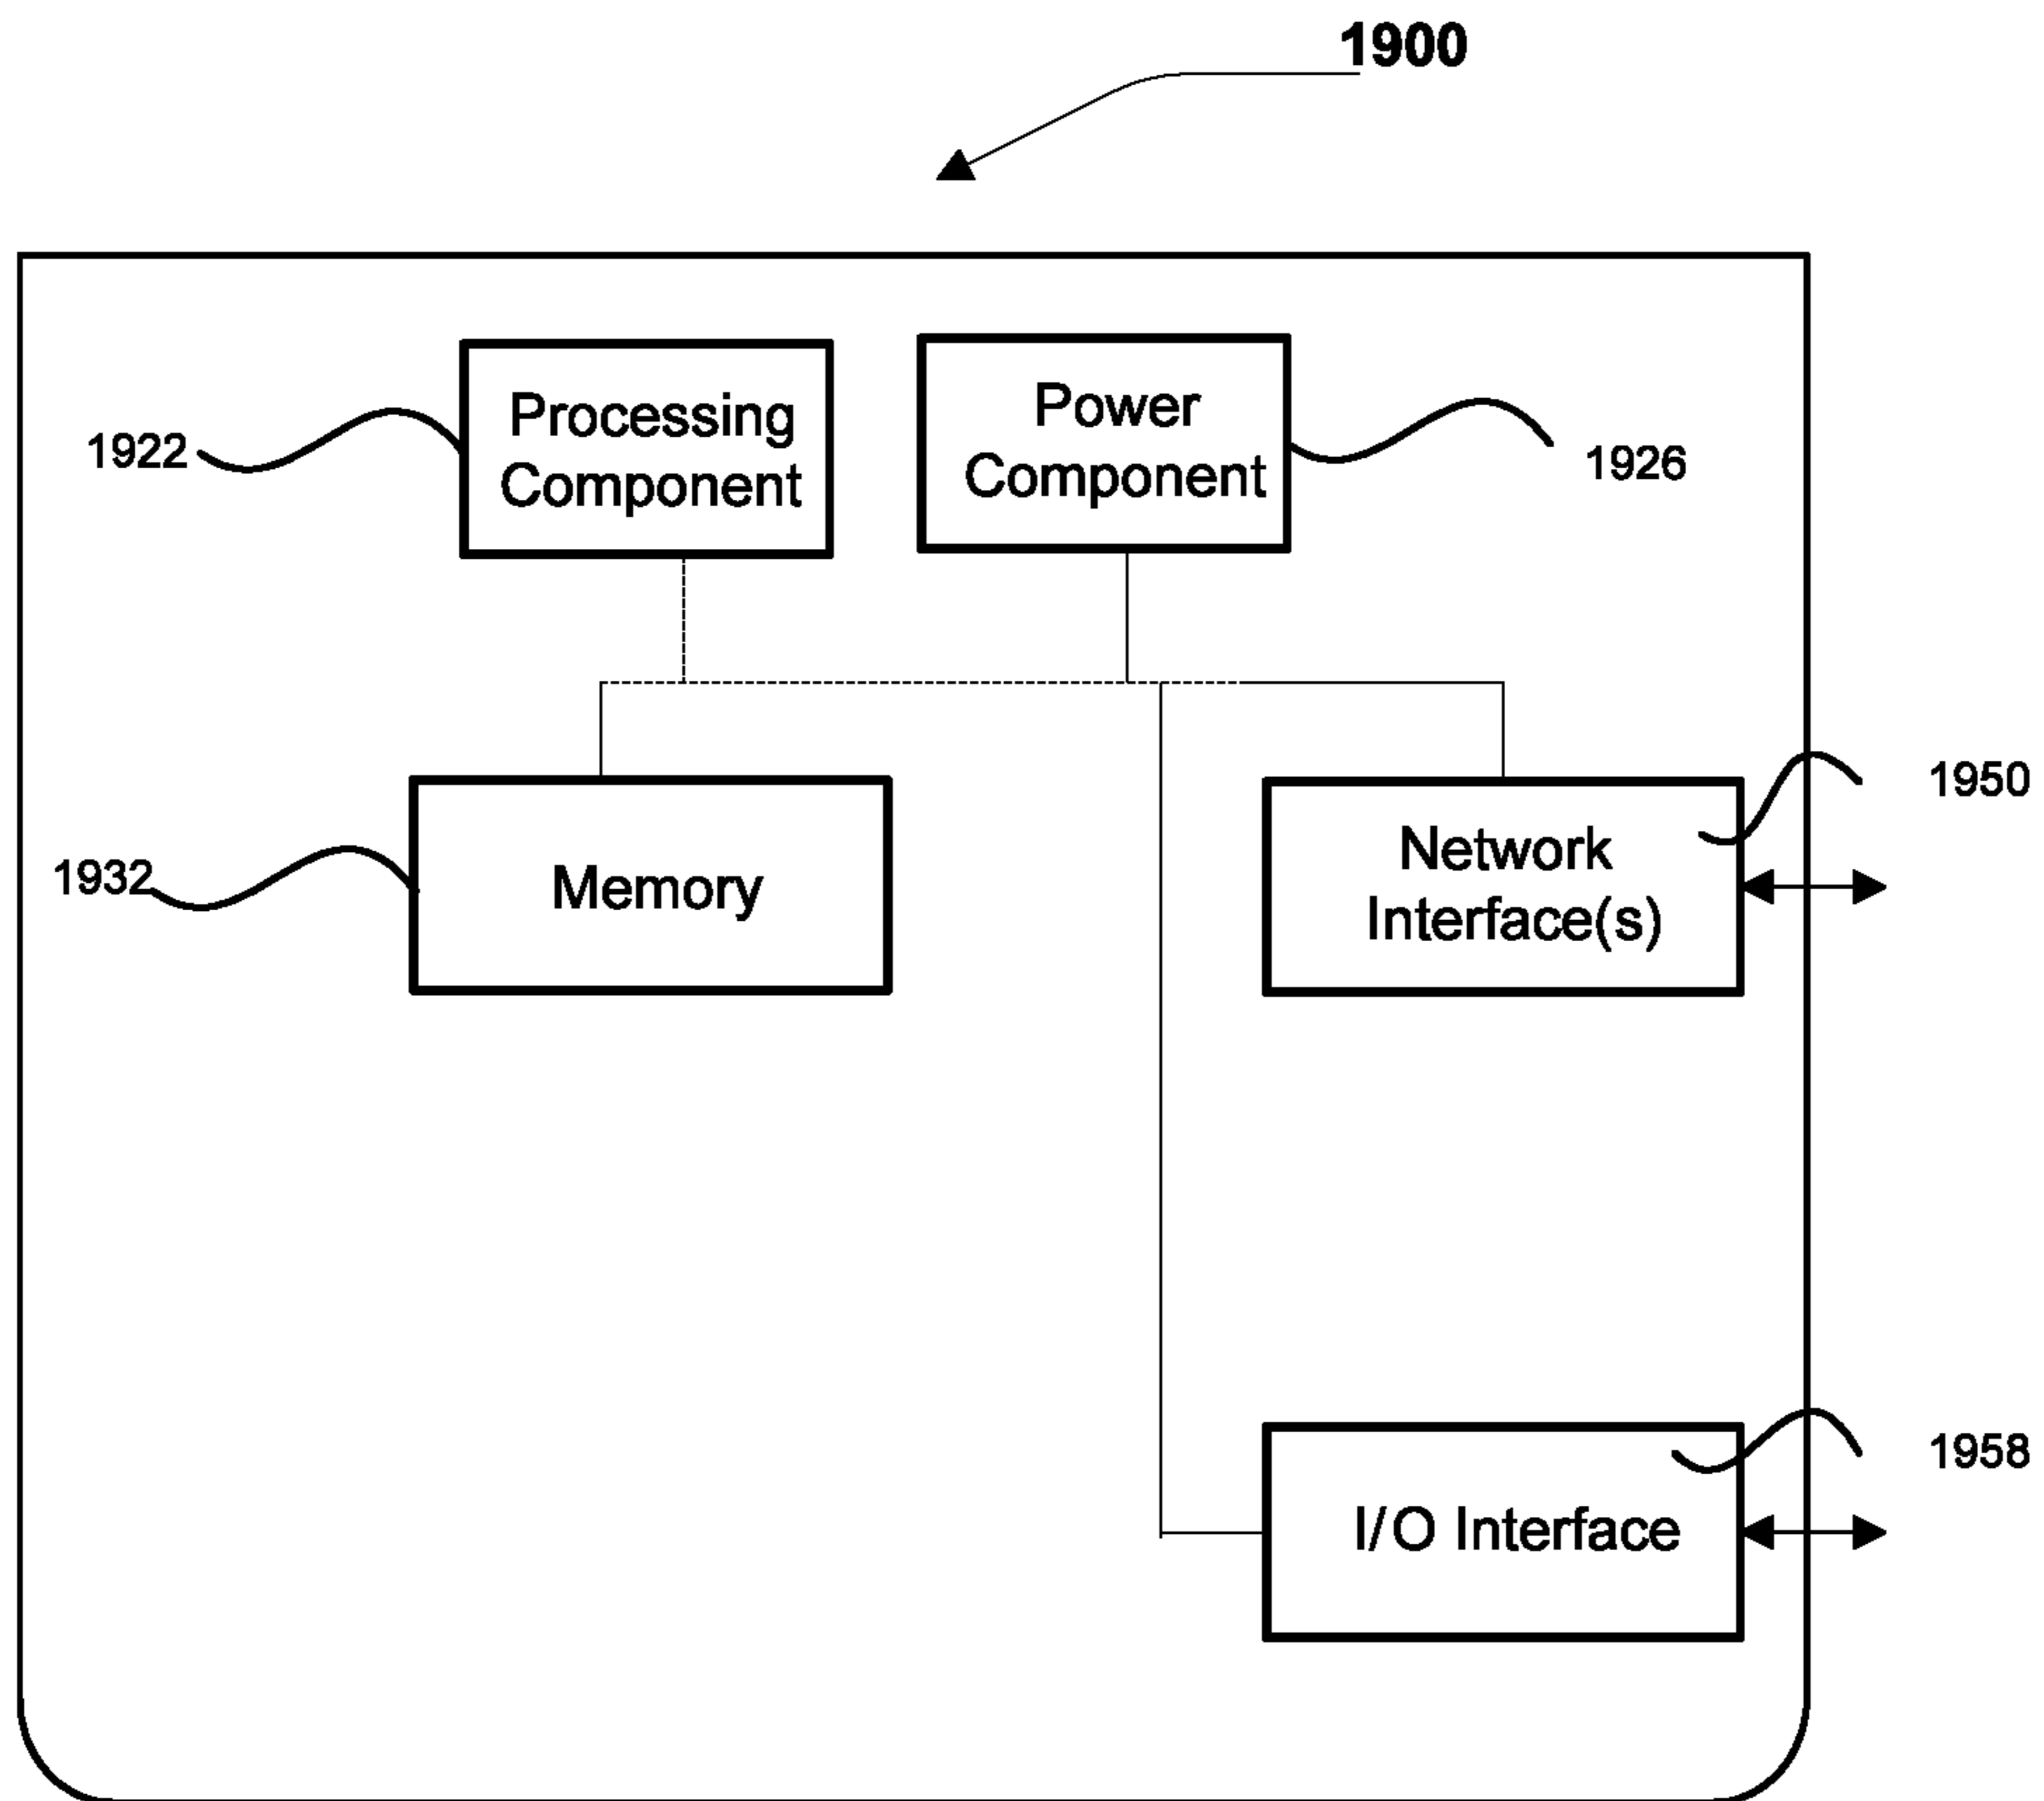 1900
Processing
Component
Power
Component
1922
1926
1950
1932
Memory
Network
Interface(s)
1958
I/O Interface